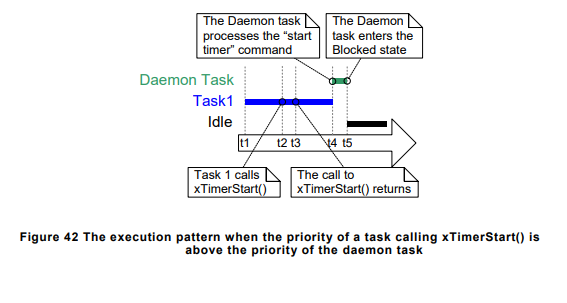 The Daemon task
processes the “start
timer” command
The Daemon
task enters the
Blocked state
Daemon Task
Task1
Idle
t1 t2 t3 t4 t5
Task 1 calls
xTimerStart()
The call to
xTimerStart() returns
Figure 42 The execution pattern when the priority of a task calling xTimerStart() is
above the priority of the daemon task